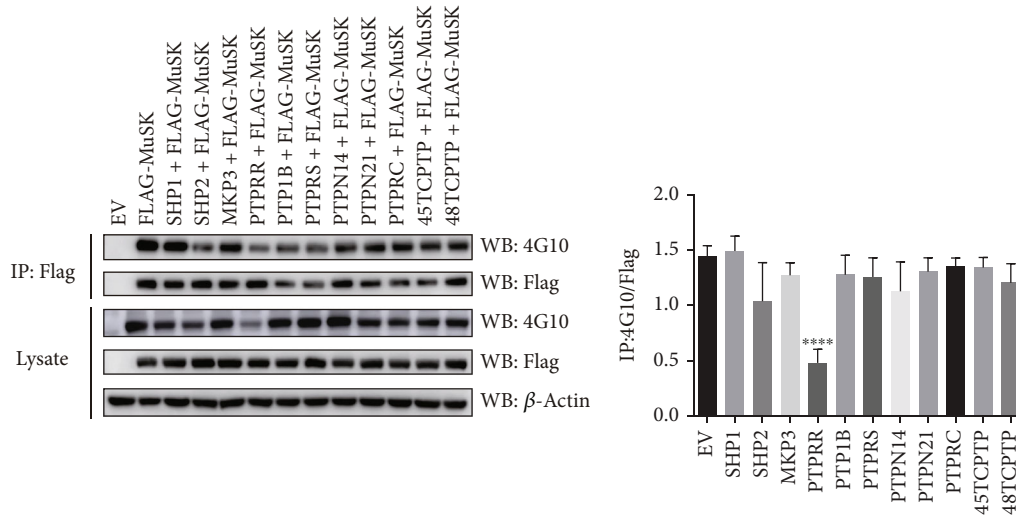 EV
FLAG-MuSK
SHP1 + FLAG-MuSK
SHP2 + FLAG-MuSK
MKP3 + FLAG-MuSK
PTPRR + FLAG-MuSK
PTP1B + FLAG-MuSK
PTPRS + FLAG-MuSK
PTPN14 + FLAG-MuSK
PTPN21 + FLAG-MuSK
PTPRC + FLAG-MuSK
45TCPTP + FLAG-MuSK
48TCPTP + FLAG-MuSK
IP: Flag
WB: 4G10
WB: Flag
Lysate
WB: 4G10
WB: Flag
WB: β-Actin
IP:4G10/Flag
2.0
1.5
1.0
0.5
0.0
****
EV
SHP1
SHP2
MKP3
PTPRR
PTP1B
PTPRS
PTPN14
PTPN21
PTPRC
45TCPTP
48TCPTP